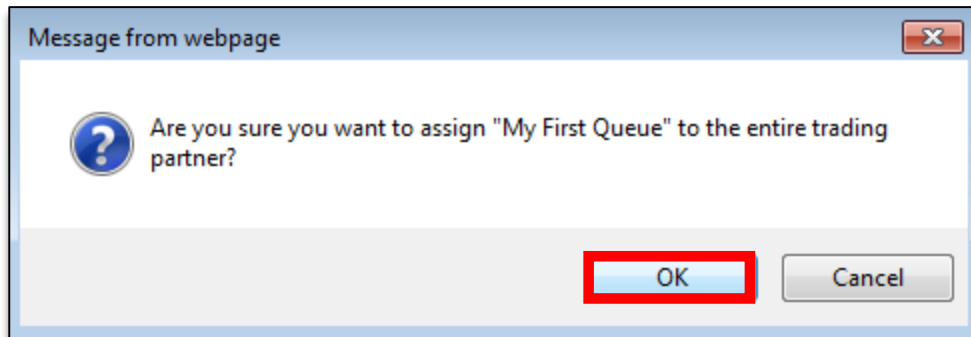 Message from webpage
Are you sure you want to assign "My First Queue" to the entire trading
partner?
OK
Cancel